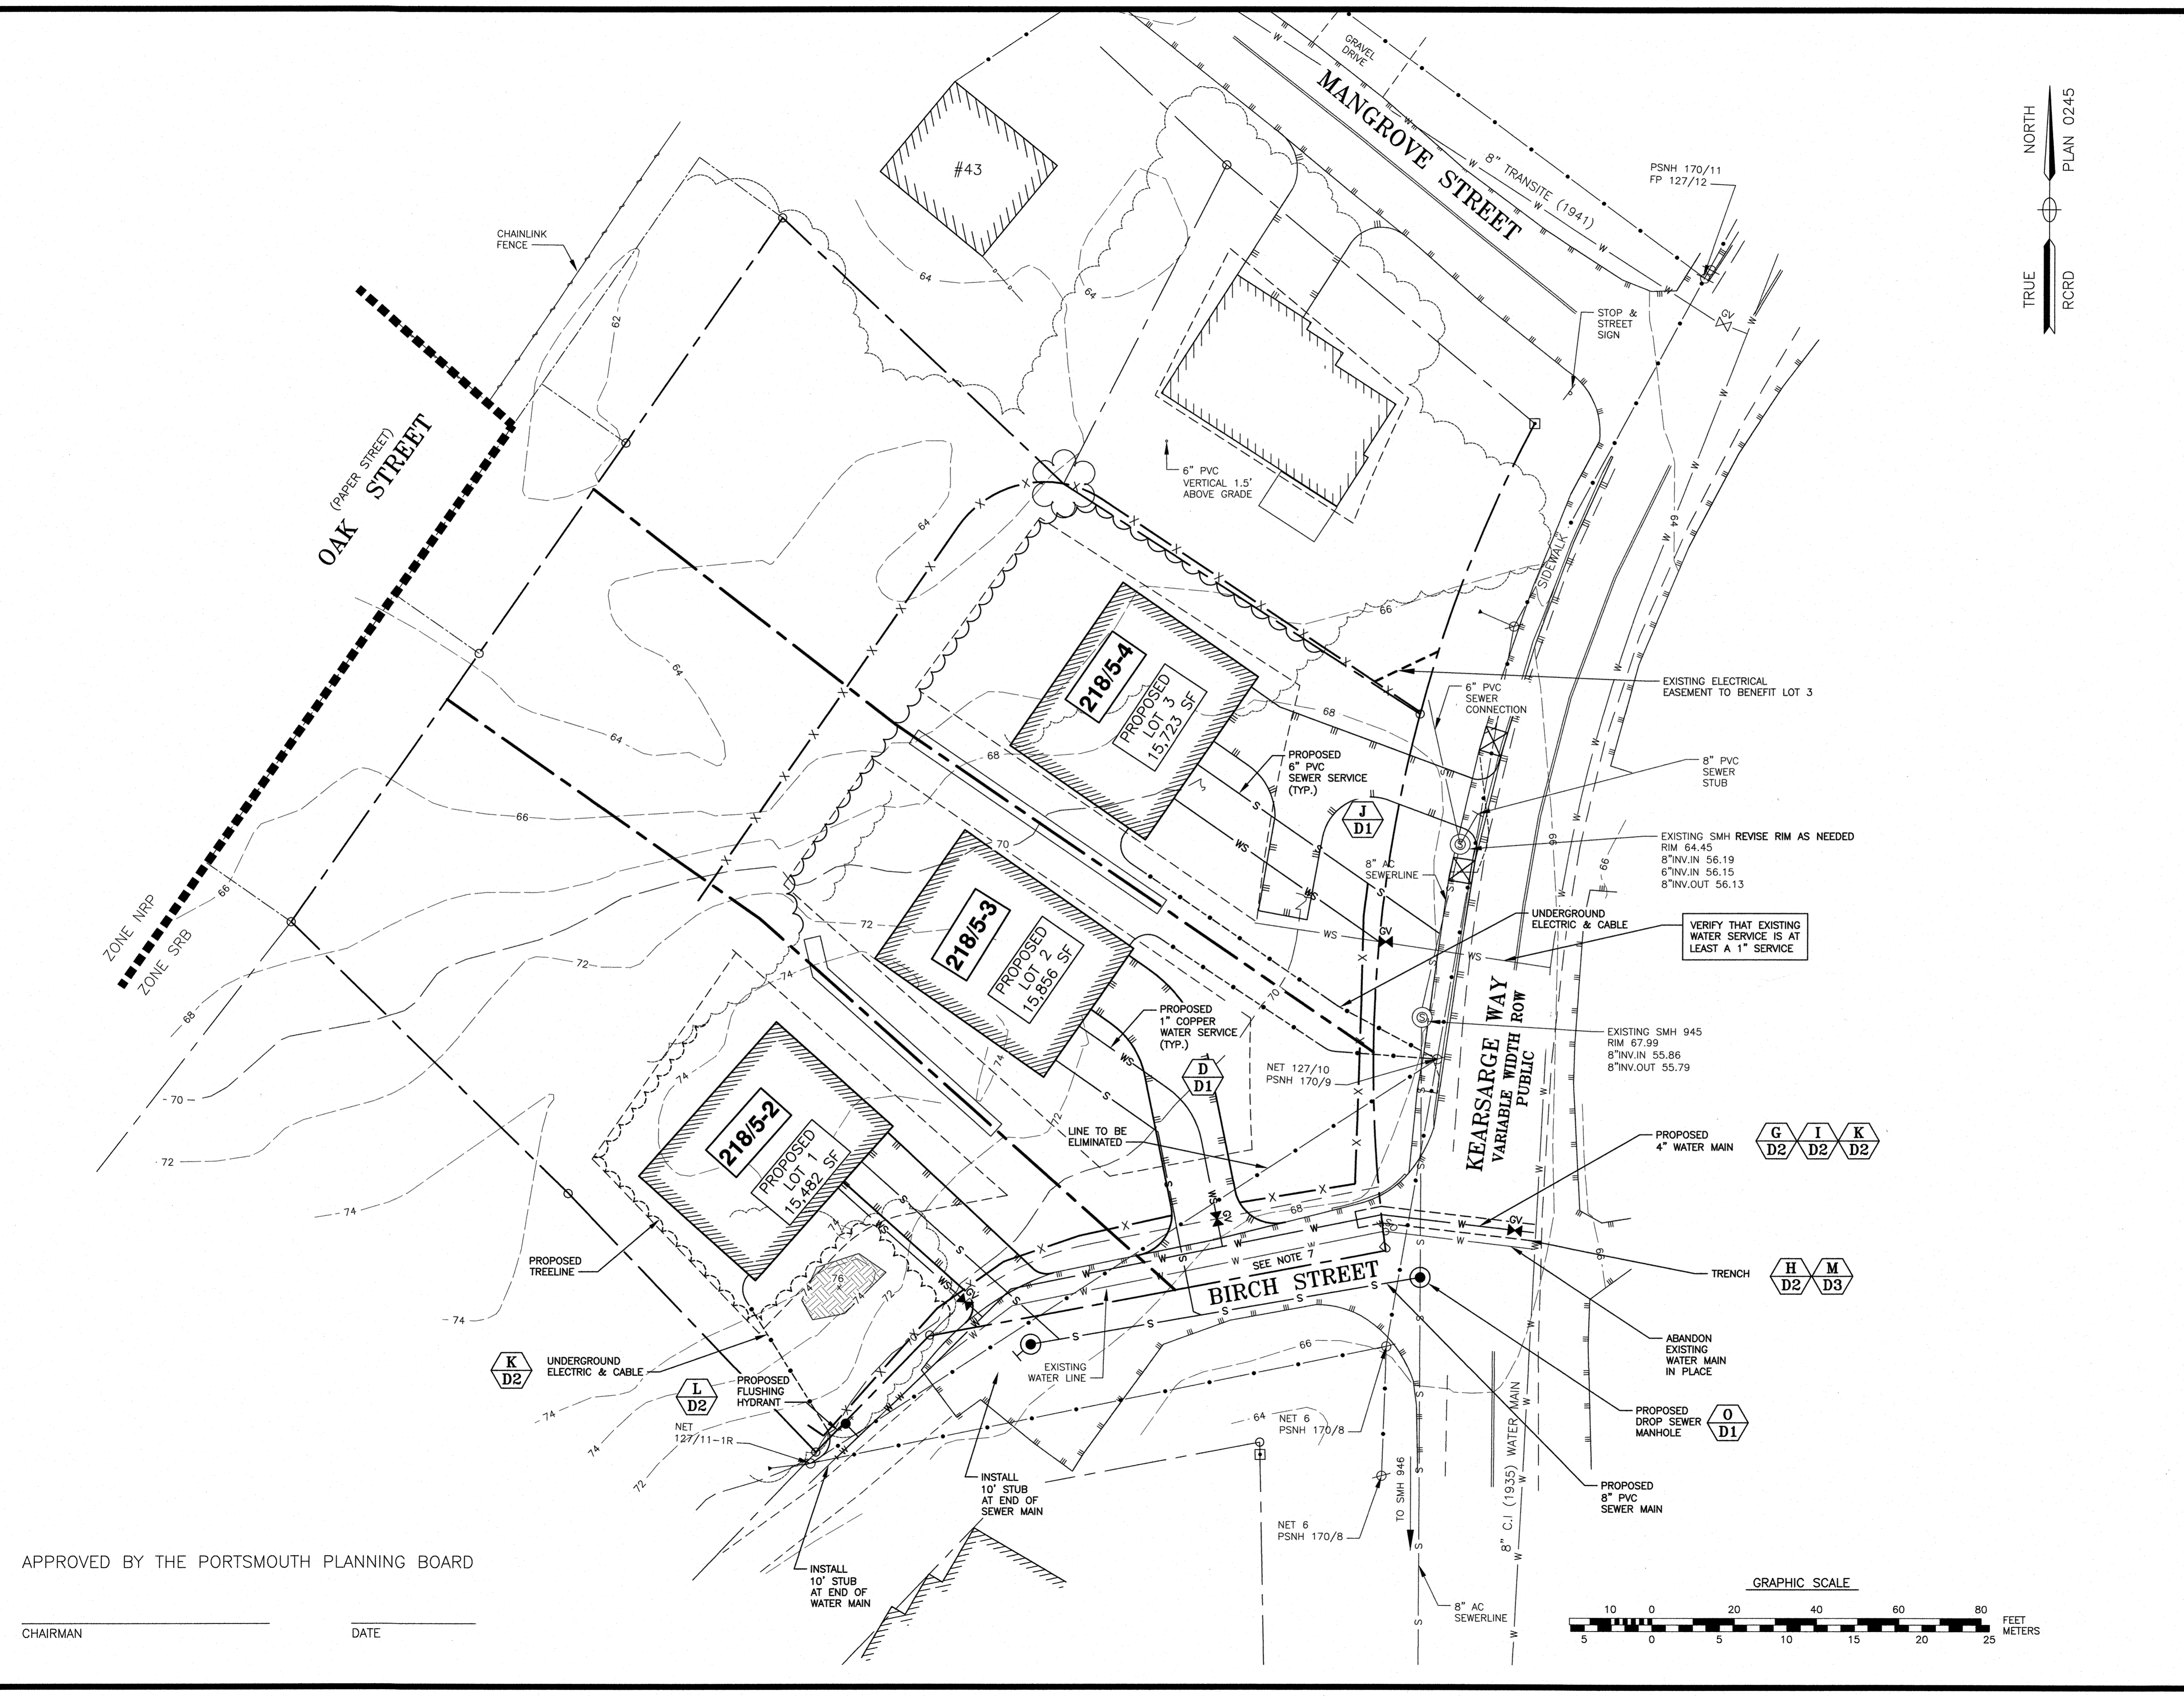 GRAVEL
DRIVE
MANGROVE STREET
8" TRANSITE (1941)
PSNH 170/11
FP 127/12
NORTH
PLAN 0245
TRUE
RCRD
#43
CHAINLINK
FENCE
STOP &
STREET
SIGN
GV
6" PVC
VERTICAL 1.5'
ABOVE GRADE
OAK STREET
(PAPER STREET)
SIDEWALK
ZONE NRP
ZONE SRB
218/5-4
PROPOSED
LOT 3
15,723 SF
EXISTING ELECTRICAL
EASEMENT TO BENEFIT LOT 3
6" PVC
SEWER
CONNECTION
PROPOSED
6" PVC
SEWER SERVICE
(TYP.)
8" PVC
SEWER
STUB
J
D1
EXISTING SMH REVISE RIM AS NEEDED
RIM 64.45
8"INV.IN 56.19
6"INV.IN 56.15
8"INV.OUT 56.13
8" AC
SEWERLINE
218/5-3
PROPOSED
LOT 2
15,856 SF
UNDERGROUND
ELECTRIC & CABLE
VERIFY THAT EXISTING
WATER SERVICE IS AT
LEAST A 1" SERVICE
GV
PROPOSED
1" COPPER
WATER SERVICE
(TYP.)
KEARSARGE WAY
VARIABLE WIDTH ROW
PUBLIC
EXISTING SMH 945
RIM 67.99
8"INV.IN 55.86
8"INV.OUT 55.79
NET 127/10
PSNH 170/9
D
D1
LINE TO BE
ELIMINATED
218/5-2
PROPOSED
LOT 1
15,482 SF
PROPOSED
4" WATER MAIN
G
D2
I
D2
K
D2
GV
GV
GV
PROPOSED
TREELINE
SEE NOTE 7
BIRCH STREET
TRENCH
H
D2
M
D3
ABANDON
EXISTING
WATER MAIN
IN PLACE
K
D2
UNDERGROUND
ELECTRIC & CABLE
EXISTING
WATER LINE
L
D2
PROPOSED
FLUSHING
HYDRANT
NET
127/11-1R
NET 6
PSNH 170/8
PROPOSED
DROP SEWER
MANHOLE
O
D1
INSTALL
10' STUB
AT END OF
SEWER MAIN
PROPOSED
8" PVC
SEWER MAIN
TO SMH 946
8" C.I (1935) WATER MAIN
NET 6
PSNH 170/8
INSTALL
10' STUB
AT END OF
WATER MAIN
8" AC
SEWERLINE
APPROVED BY THE PORTSMOUTH PLANNING BOARD
CHAIRMAN
DATE
GRAPHIC SCALE
10 0 20 40 60 80
FEET
METERS
5 0 5 10 15 20 25